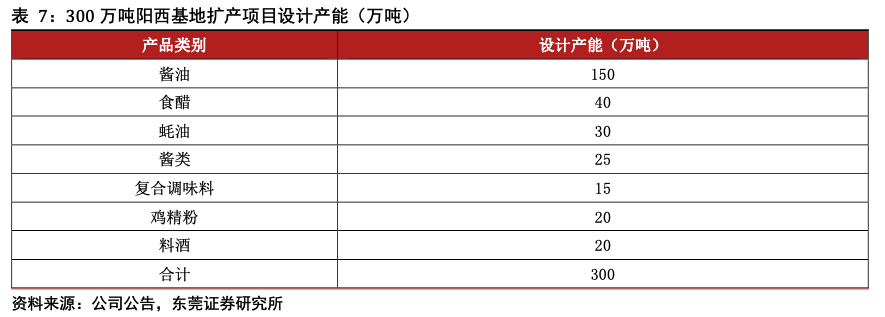 表 7：300 万吨阳西基地扩产项目设计产能（万吨）
产品类别 设计产能（万吨）
酱油 150
食醋 40
蚝油 30
酱类 25
复合调味料 15
鸡精粉 20
料酒 20
合计 300
资料来源：公司公告，东莞证券研究所